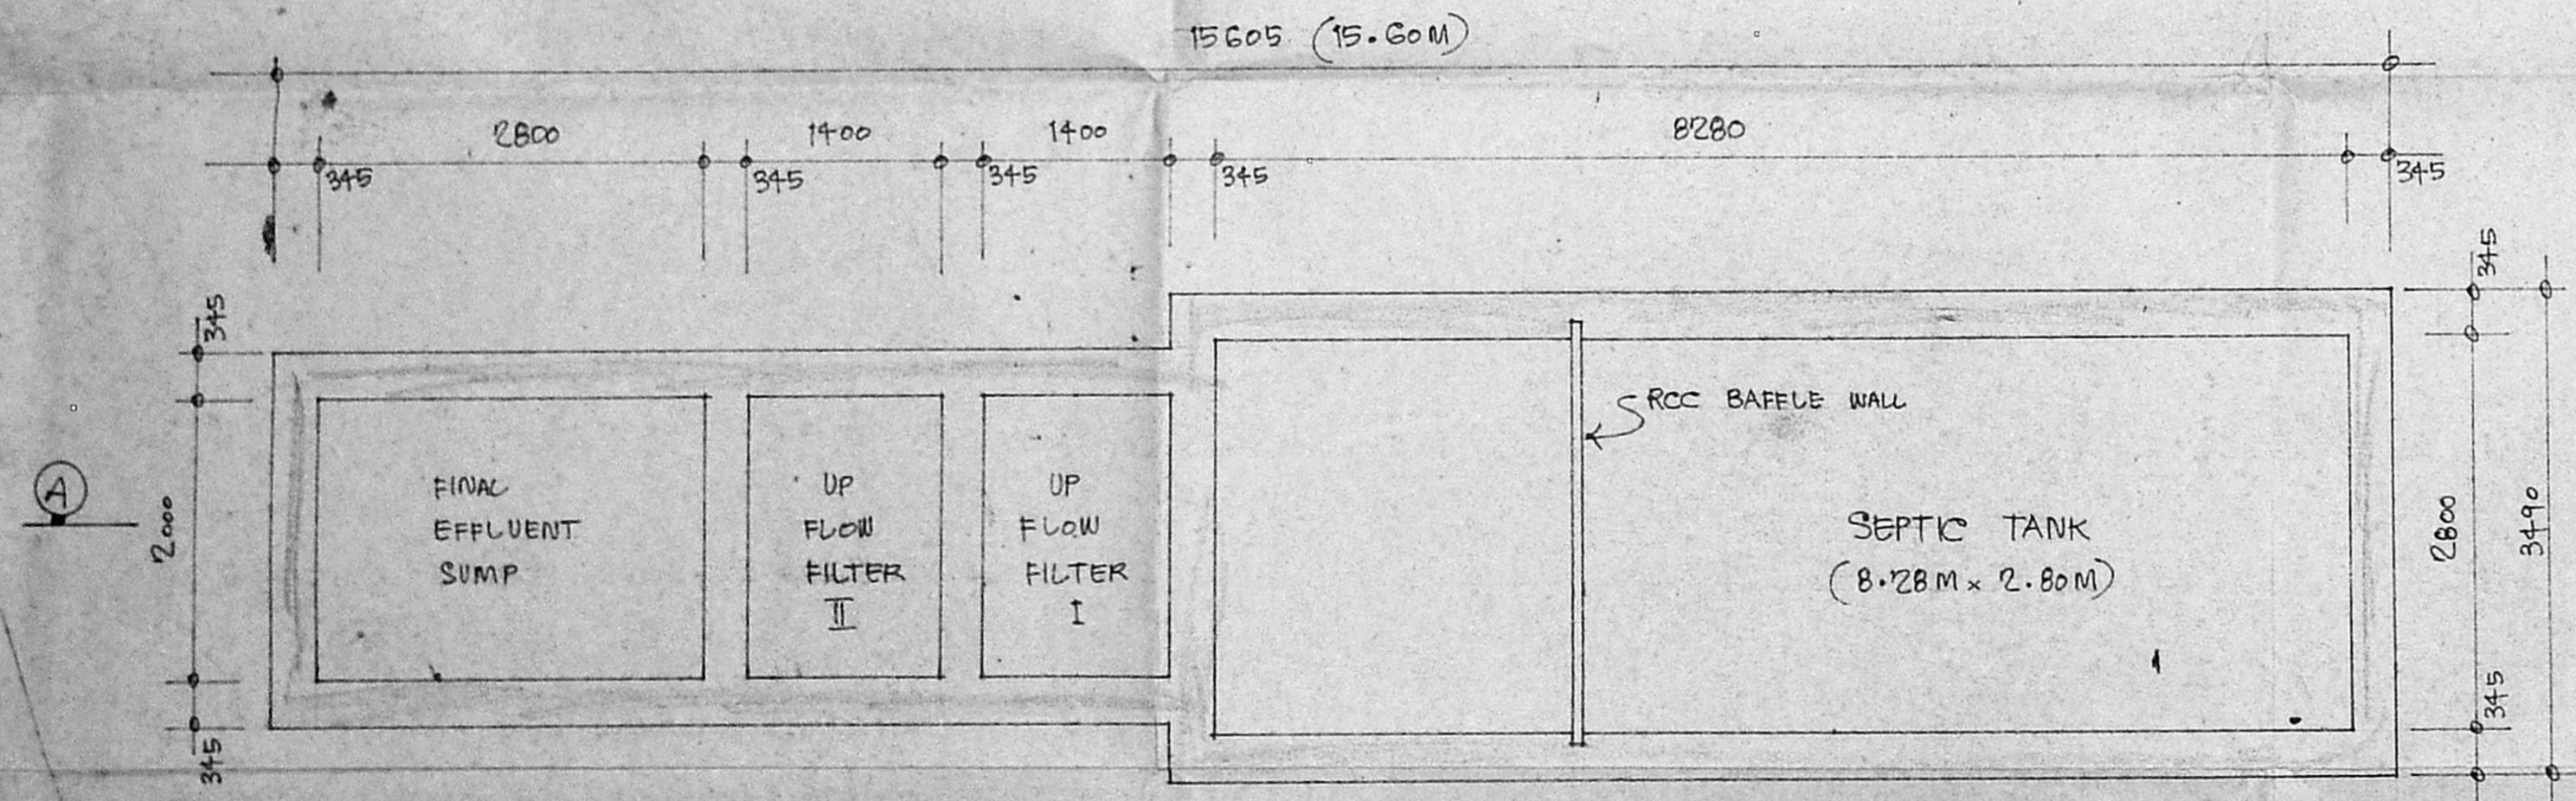 15605 (15.60M)
2800
1400
1400
8280
345
345
345
345
345
345
345
2000
345
2800
3490
345
A
RCC BAFFLE WALL
FINAL
EFFLUENT
SUMP
UP
FLOW
FILTER
II
UP
FLOW
FILTER
I
SEPTIC TANK
(8.28M x 2.80M)